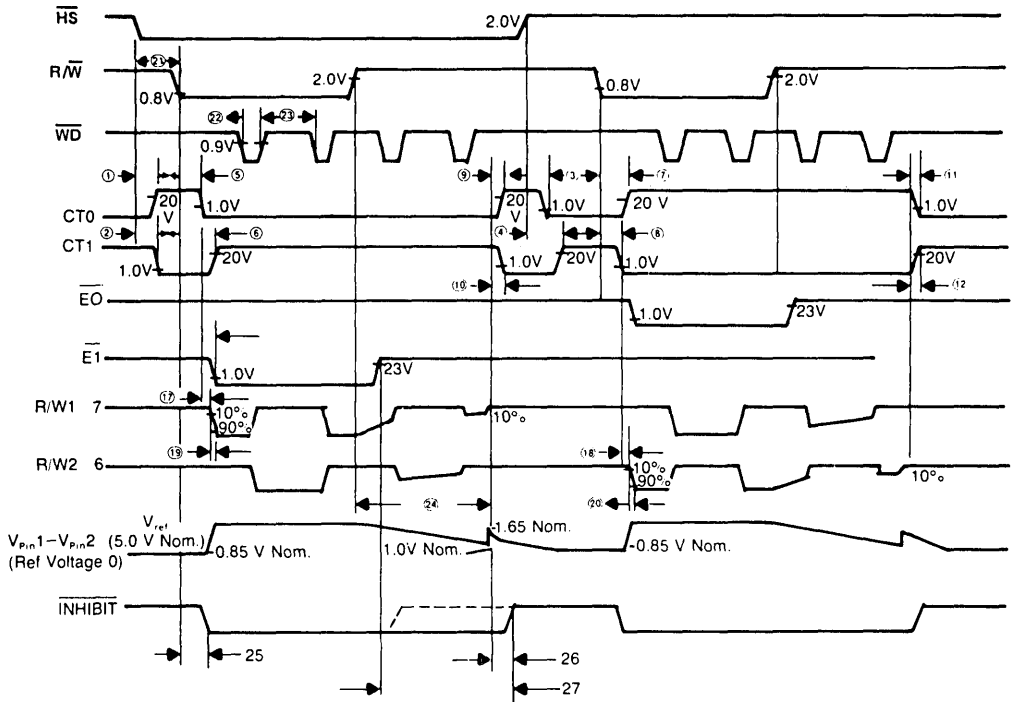 HS
2.0V
21
R/W
2.0V
0.8V
0.8V
2.0V
22
23
WD
0.9V
1
5
9
7
11
CT0
20
V
1.0V
20
V
1.0V
20 V
1.0V
2
6
4
8
CT1
1.0V
20V
1.0V
20V
1.0V
20V
10
12
EO
1.0V
23V
E1
1.0V
23V
17
R/W1 7
10%
90%
10%
19
18
R/W2 6
10%
90%
10%
24
20
Vref
-1.65 Nom.
VPin1–VPin2 (5.0 V Nom.)
-0.85 V Nom.
1.0V Nom.
-0.85 V Nom.
(Ref Voltage 0)
INHIBIT
25
26
27